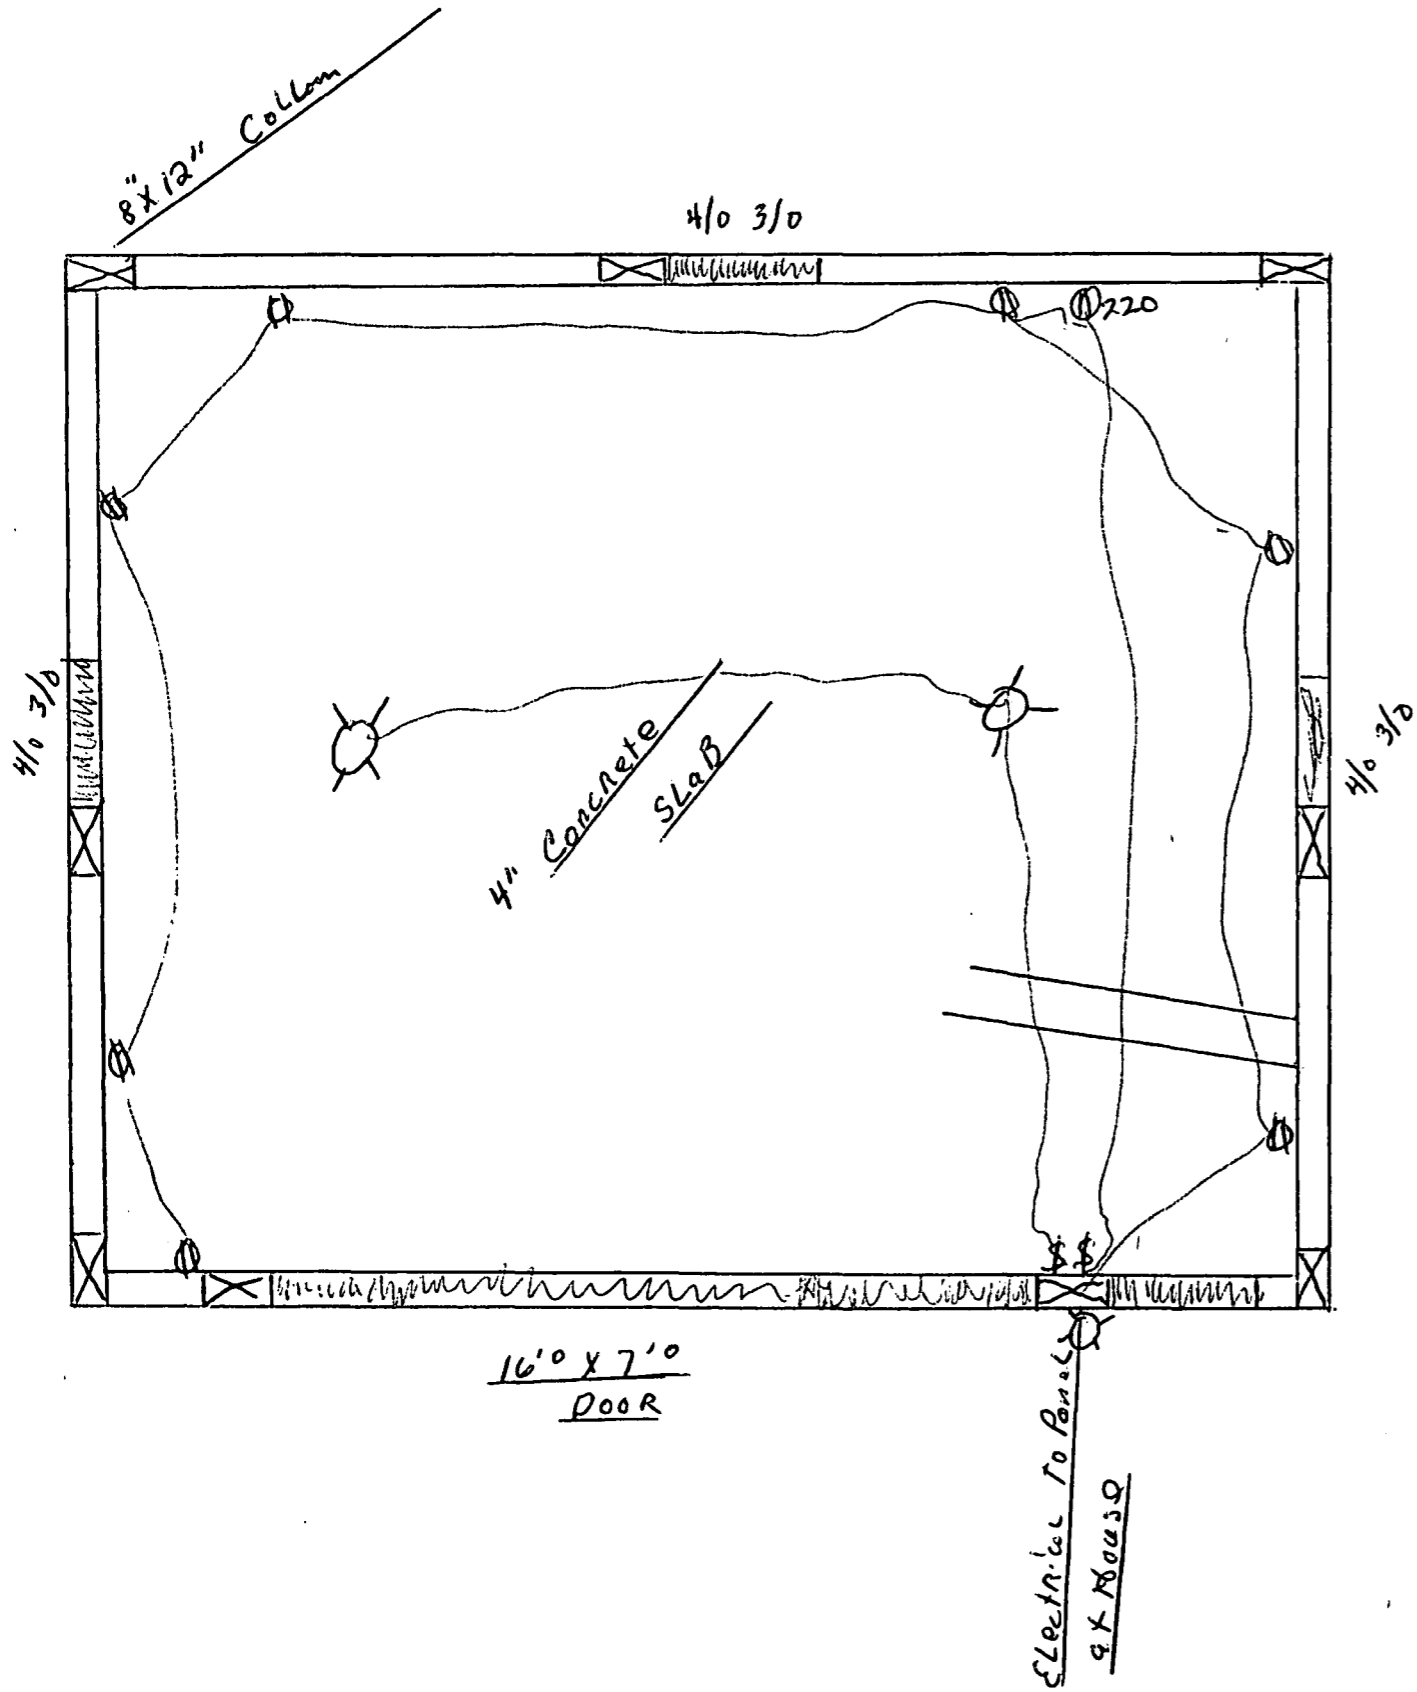 8"X12" Collom
4/0 3/0
220
4/0 3/0
4/0 3/0
4" Concrete
SLaB
$ $
16'0 X 7'0
DOOR
ELectRical To Panel
at House